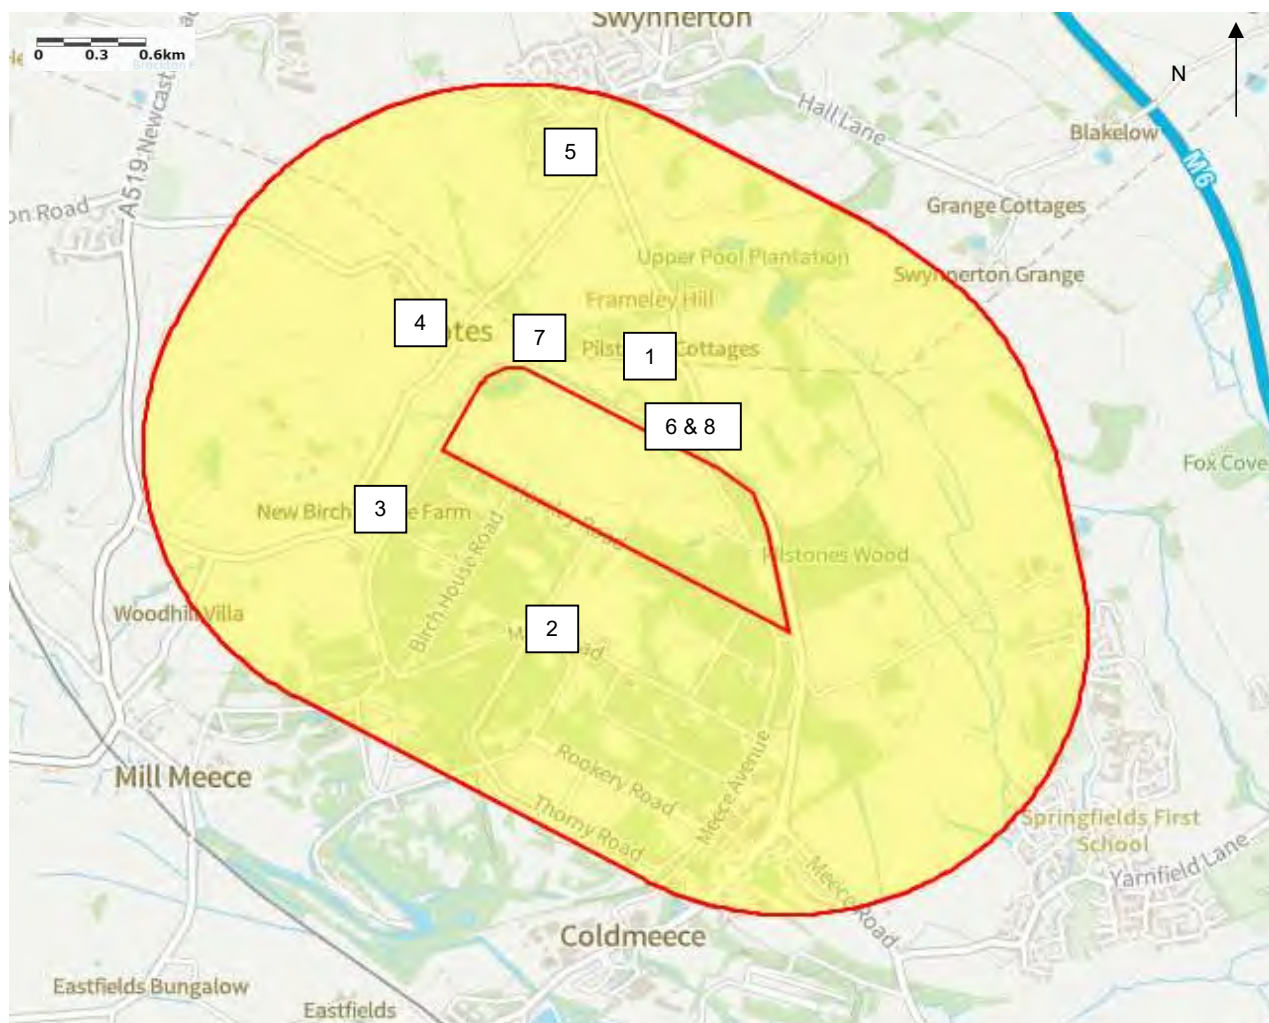 Swynnerton
0 0.3 0.6km
N
A519 Newcast
Hall Lane
Blakelow
M6
5
on Road
Grange Cottages
Upper Pool Plantation
Swynnerton Grange
Frameley Hill
4
otes
7
Pilst
1
Cottages
6 & 8
Fox Cove
New Birch
3
e Farm
Road
Pilstones Wood
Birch House Road
Woodhill Villa
2
M
ad
Mill Meece
Rookery Road
Meece Avenue
Thorny Road
Springfields First
School
Meece Road
Yarnfield Lane
Coldmeece
Eastfields Bungalow
Eastfields